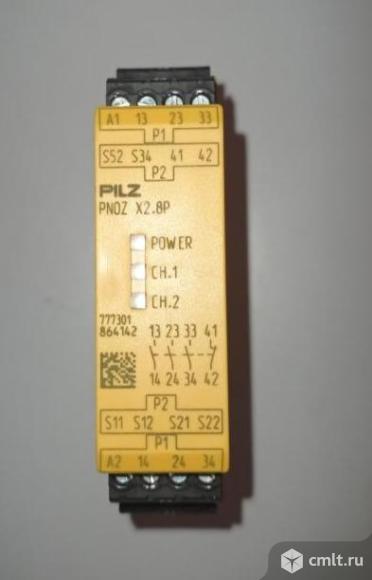 A1 13 23 33
P1
S52 S34 41 42
P2
PILZ
PNOZ X2.8P
POWER
CH.1
CH.2
777301
864142
13 23 33 41
14 24 34 42
P2
S11 S12 S21 S22
P1
A2 14 24 34
cmlt.ru